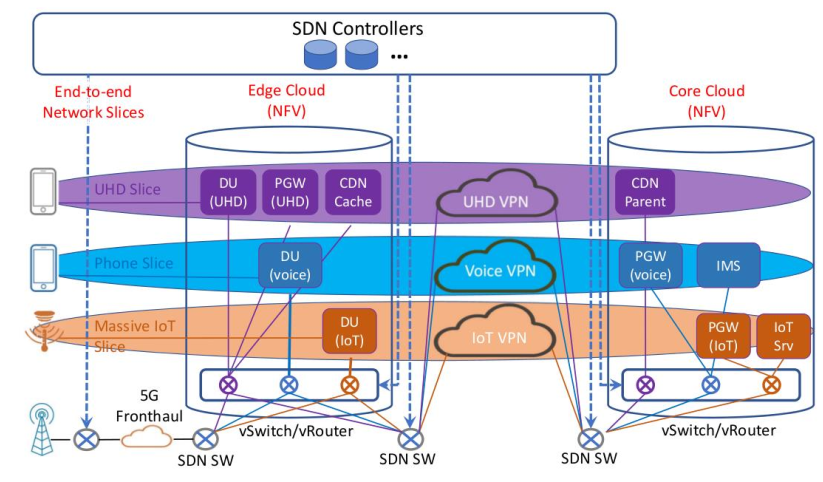 SDN Controllers
...
End-to-end
Network Slices
Edge Cloud
(NFV)
Core Cloud
(NFV)
UHD Slice
DU
(UHD)
PGW
(UHD)
CDN
Cache
UHD VPN
CDN
Parent
Phone Slice
DU
(voice)
Voice VPN
PGW
(voice)
IMS
Massive IoT
Slice
DU
(IoT)
IoT VPN
PGW
(IoT)
IoT
Srv
5G
Fronthaul
vSwitch/vRouter
vSwitch/vRouter
SDN SW
SDN SW
SDN SW